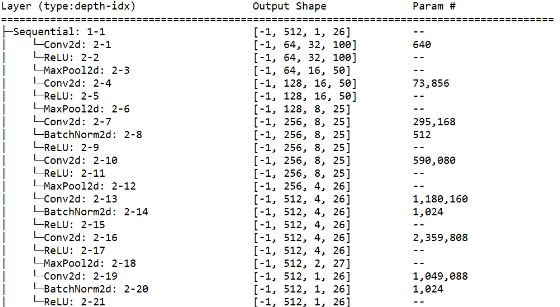 Layer (type:depth-idx) Output Shape Param #
==========================================================================================
├─Sequential: 1-1 [-1, 512, 1, 26] --
| └─Conv2d: 2-1 [-1, 64, 32, 100] 640
| └─ReLU: 2-2 [-1, 64, 32, 100] --
| └─MaxPool2d: 2-3 [-1, 64, 16, 50] --
| └─Conv2d: 2-4 [-1, 128, 16, 50] 73,856
| └─ReLU: 2-5 [-1, 128, 16, 50] --
| └─MaxPool2d: 2-6 [-1, 128, 8, 25] --
| └─Conv2d: 2-7 [-1, 256, 8, 25] 295,168
| └─BatchNorm2d: 2-8 [-1, 256, 8, 25] 512
| └─ReLU: 2-9 [-1, 256, 8, 25] --
| └─Conv2d: 2-10 [-1, 256, 8, 25] 590,080
| └─ReLU: 2-11 [-1, 256, 8, 25] --
| └─MaxPool2d: 2-12 [-1, 256, 4, 26] --
| └─Conv2d: 2-13 [-1, 512, 4, 26] 1,180,160
| └─BatchNorm2d: 2-14 [-1, 512, 4, 26] 1,024
| └─ReLU: 2-15 [-1, 512, 4, 26] --
| └─Conv2d: 2-16 [-1, 512, 4, 26] 2,359,808
| └─ReLU: 2-17 [-1, 512, 4, 26] --
| └─MaxPool2d: 2-18 [-1, 512, 2, 27] --
| └─Conv2d: 2-19 [-1, 512, 1, 26] 1,049,088
| └─BatchNorm2d: 2-20 [-1, 512, 1, 26] 1,024
| └─ReLU: 2-21 [-1, 512, 1, 26] --